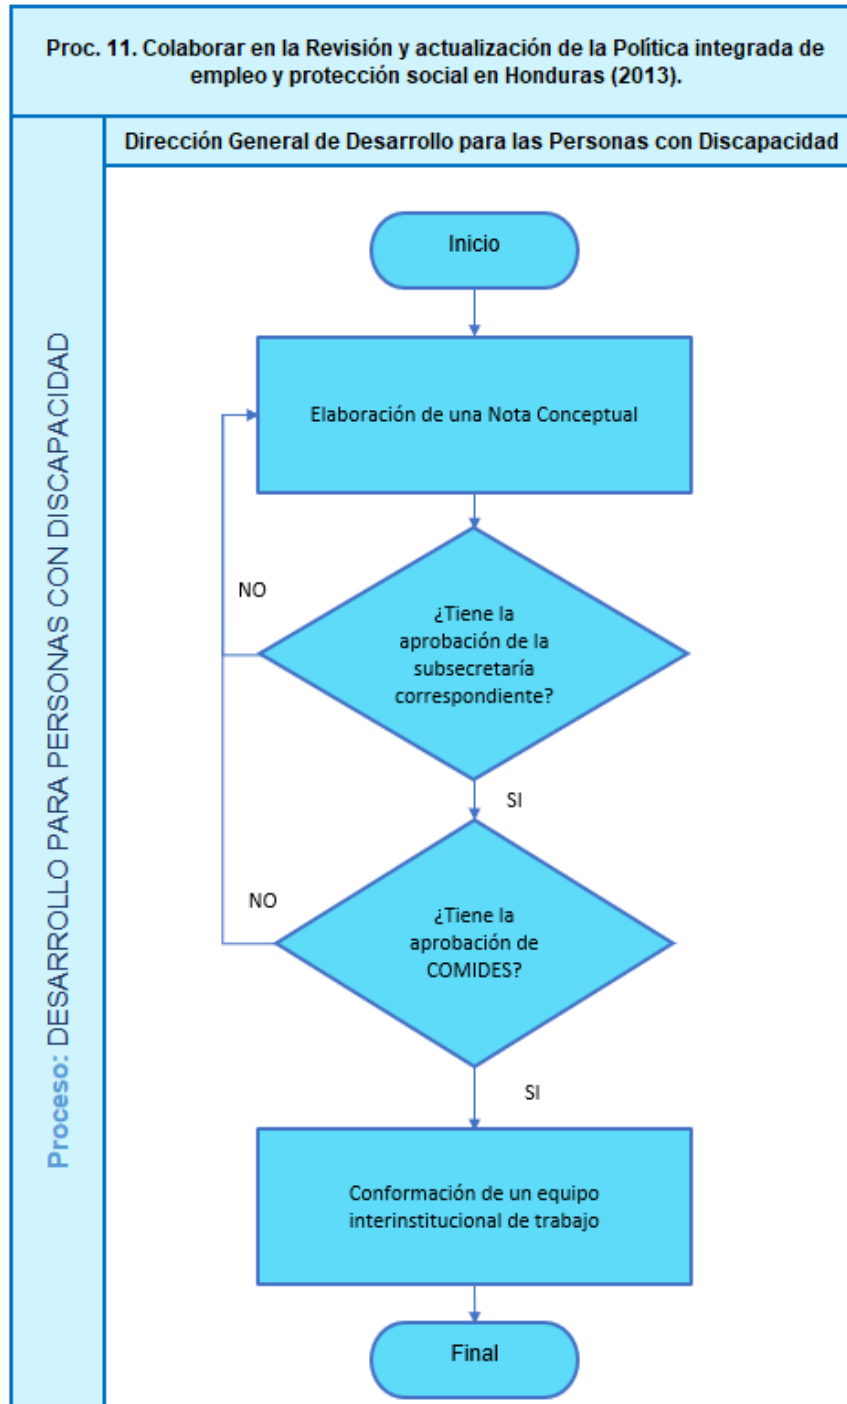 Proc. 11. Colaborar en la Revisión y actualización de la Política integrada de
empleo y protección social en Honduras (2013).
Dirección General de Desarrollo para las Personas con Discapacidad
Proceso: DESARROLLO PARA PERSONAS CON DISCAPACIDAD
Inicio
Elaboración de una Nota Conceptual
NO
¿Tiene la
aprobación de la
subsecretaría
correspondiente?
SI
NO
¿Tiene la
aprobación de
COMIDES?
SI
Conformación de un equipo
interinstitucional de trabajo
Final